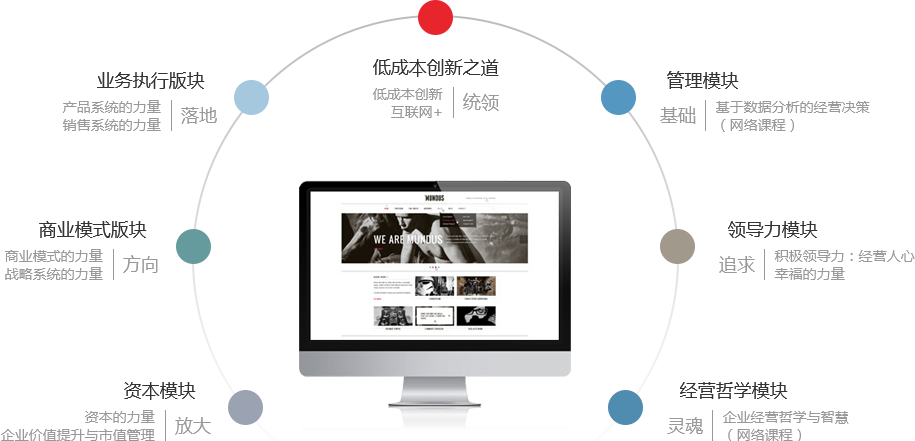 低成本创新之道
低成本创新
互联网+
统领
业务执行版块
产品系统的力量
销售系统的力量
落地
管理模块
基础
基于数据分析的经营决策
（网络课程）
商业模式版块
商业模式的力量
战略系统的力量
方向
领导力模块
追求
积极领导力：经营人心
幸福的力量
MUNDUS
WE ARE MUNDUS
资本模块
资本的力量
企业价值提升与市值管理
放大
经营哲学模块
灵魂
企业经营哲学与智慧
（网络课程）